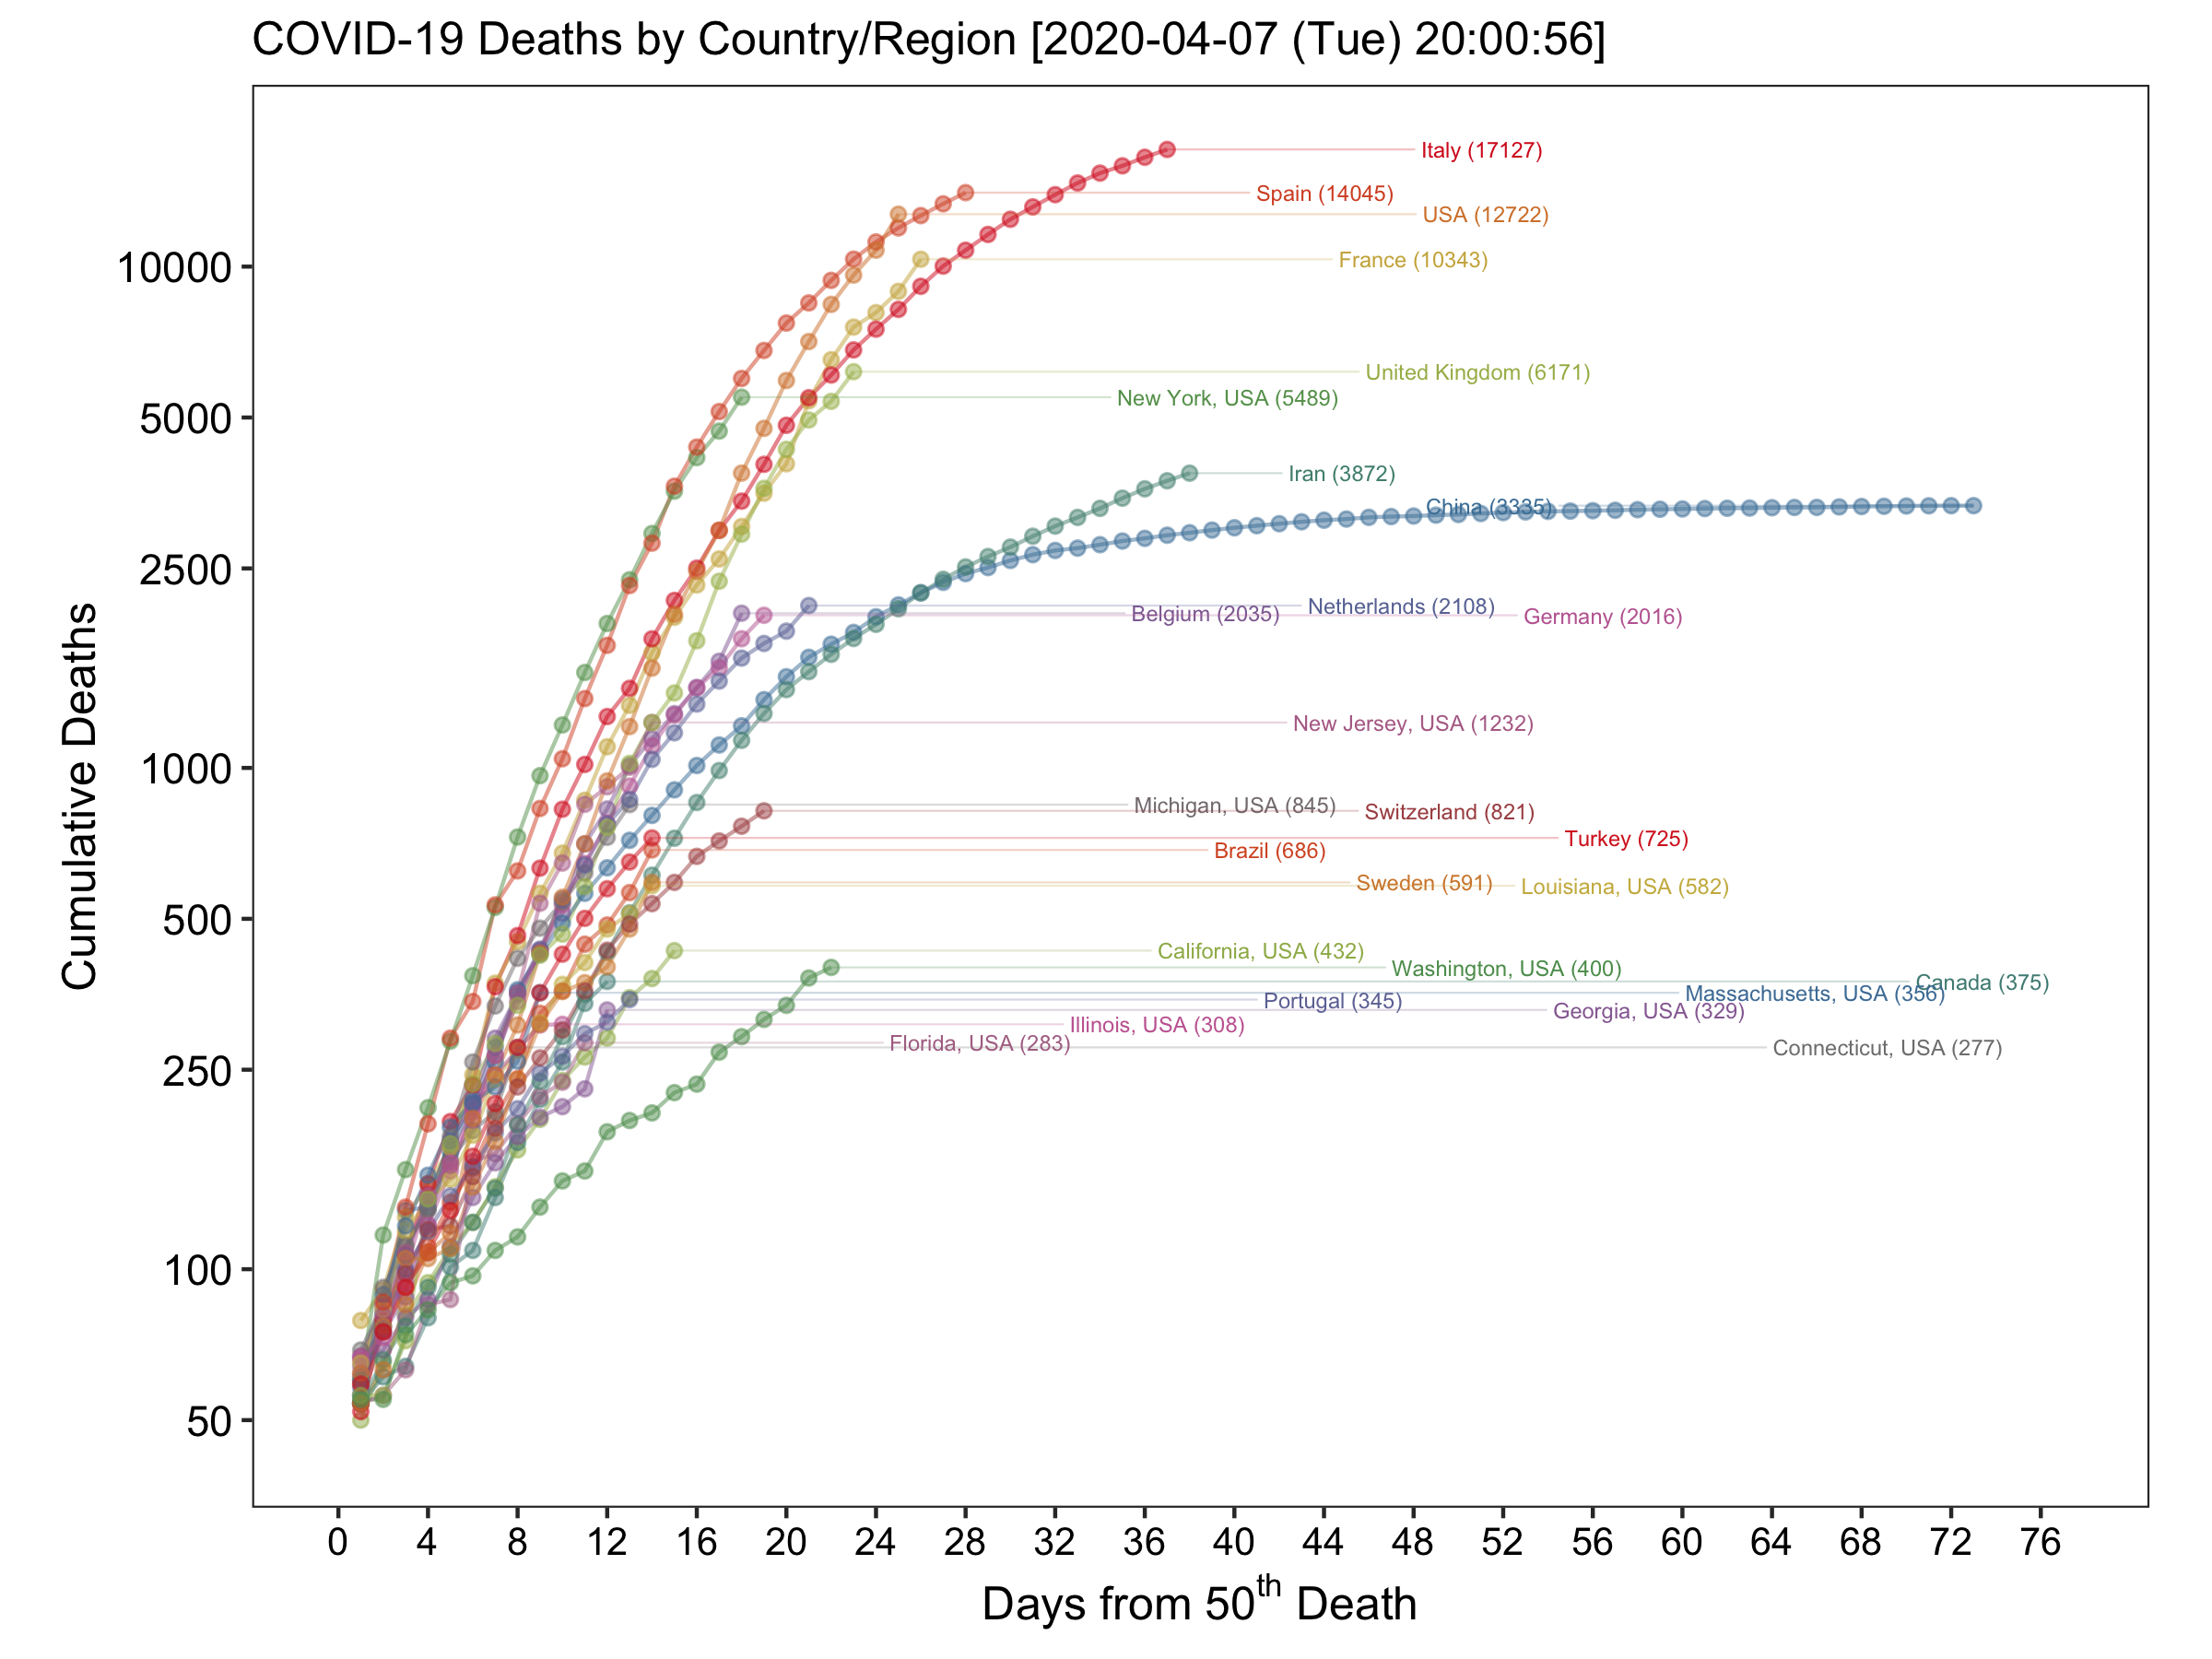 COVID-19 Deaths by Country/Region [2020-04-07 (Tue) 20:00:56]
Italy (17127)
Spain (14045)
USA (12722)
France (10343)
United Kingdom (6171)
New York, USA (5489)
Iran (3872)
China (3335)
Netherlands (2108)
Belgium (2035)
Germany (2016)
New Jersey, USA (1232)
Michigan, USA (845)
Switzerland (821)
Turkey (725)
Brazil (686)
Sweden (591)
Louisiana, USA (582)
California, USA (432)
Washington, USA (400)
Canada (375)
Massachusetts, USA (356)
Portugal (345)
Georgia, USA (329)
Illinois, USA (308)
Florida, USA (283)
Connecticut, USA (277)
Cumulative Deaths
10000
5000
2500
1000
500
250
100
50
0 4 8 12 16 20 24 28 32 36 40 44 48 52 56 60 64 68 72 76
Days from 50th Death